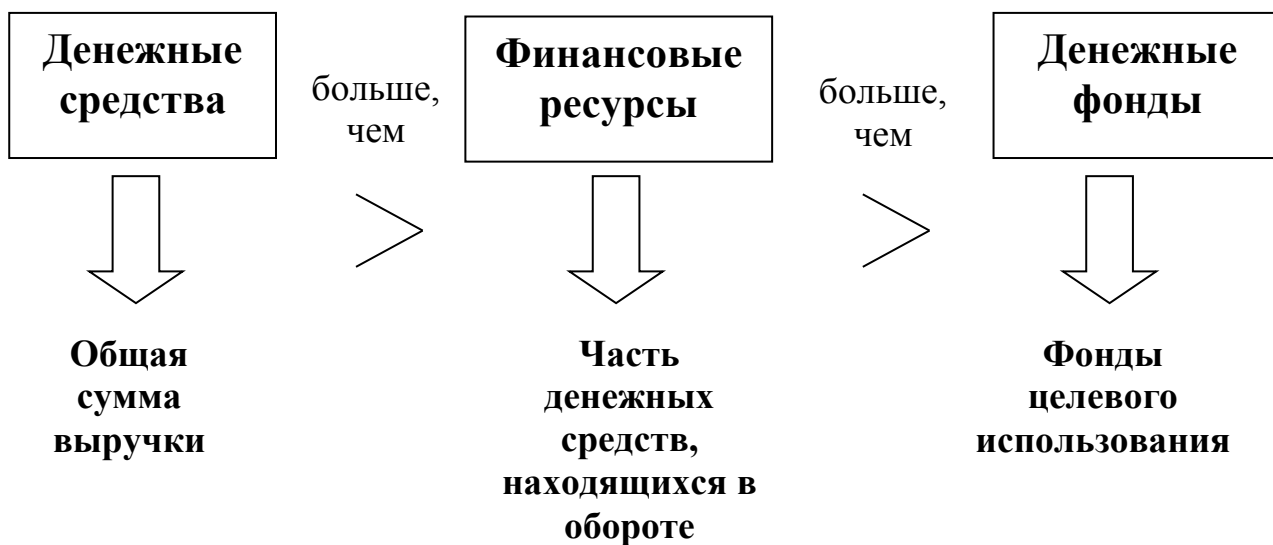 Денежные
средства
больше,
чем
Финансовые
ресурсы
больше,
чем
Денежные
фонды
Общая
сумма
выручки
Часть
денежных
средств,
находящихся в
обороте
Фонды
целевого
использования